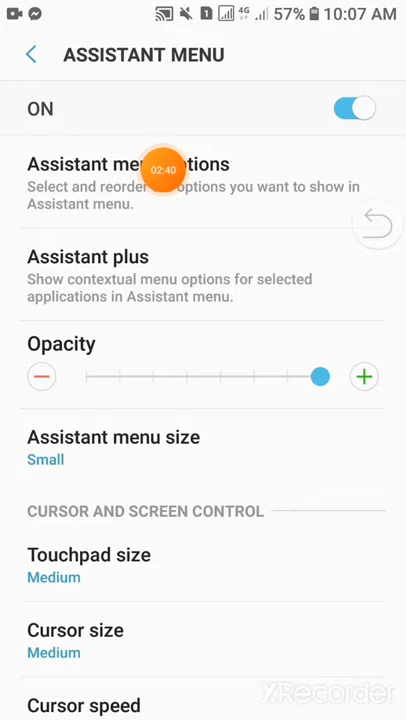 4G 57% 10:07 AM
ASSISTANT MENU
ON
Assistant me tions
02:40
Select and reorder options you want to show in
Assistant menu.
Assistant plus
Show contextual menu options for selected
applications in Assistant menu.
Opacity
Assistant menu size
Small
CURSOR AND SCREEN CONTROL
Touchpad size
Medium
Cursor size
Medium
Cursor speed
XRecorder